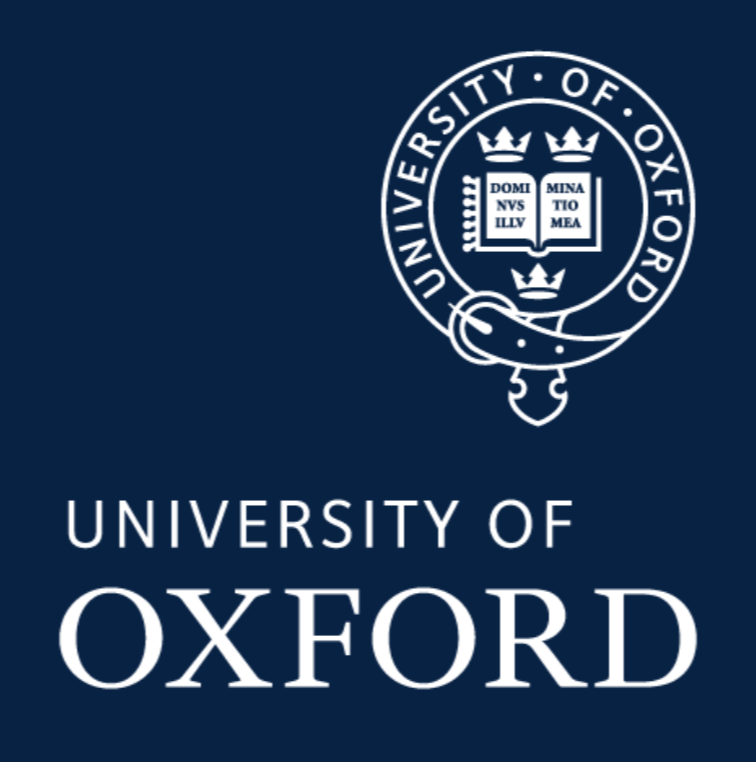 UNIVERSITY · OF · OXFORD
DOMI
NVS
ILLV
MINA
TIO
MEA
UNIVERSITY OF
OXFORD